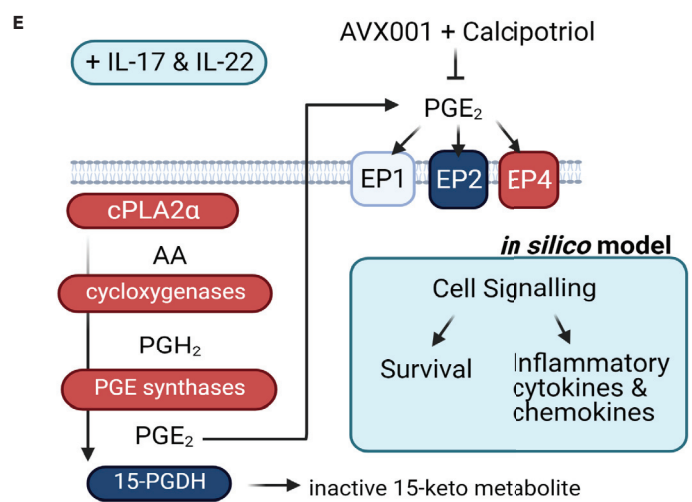 E
+ IL-17 & IL-22
AVX001 + Calcipotriol
PGE₂
EP1
EP2
EP4
cPLA2α
AA
cycloxygenases
PGH₂
PGE synthases
PGE₂
15-PGDH
inactive 15-keto metabolite
in silico model
Cell Signalling
Survival
Inflammatory
cytokines &
chemokines